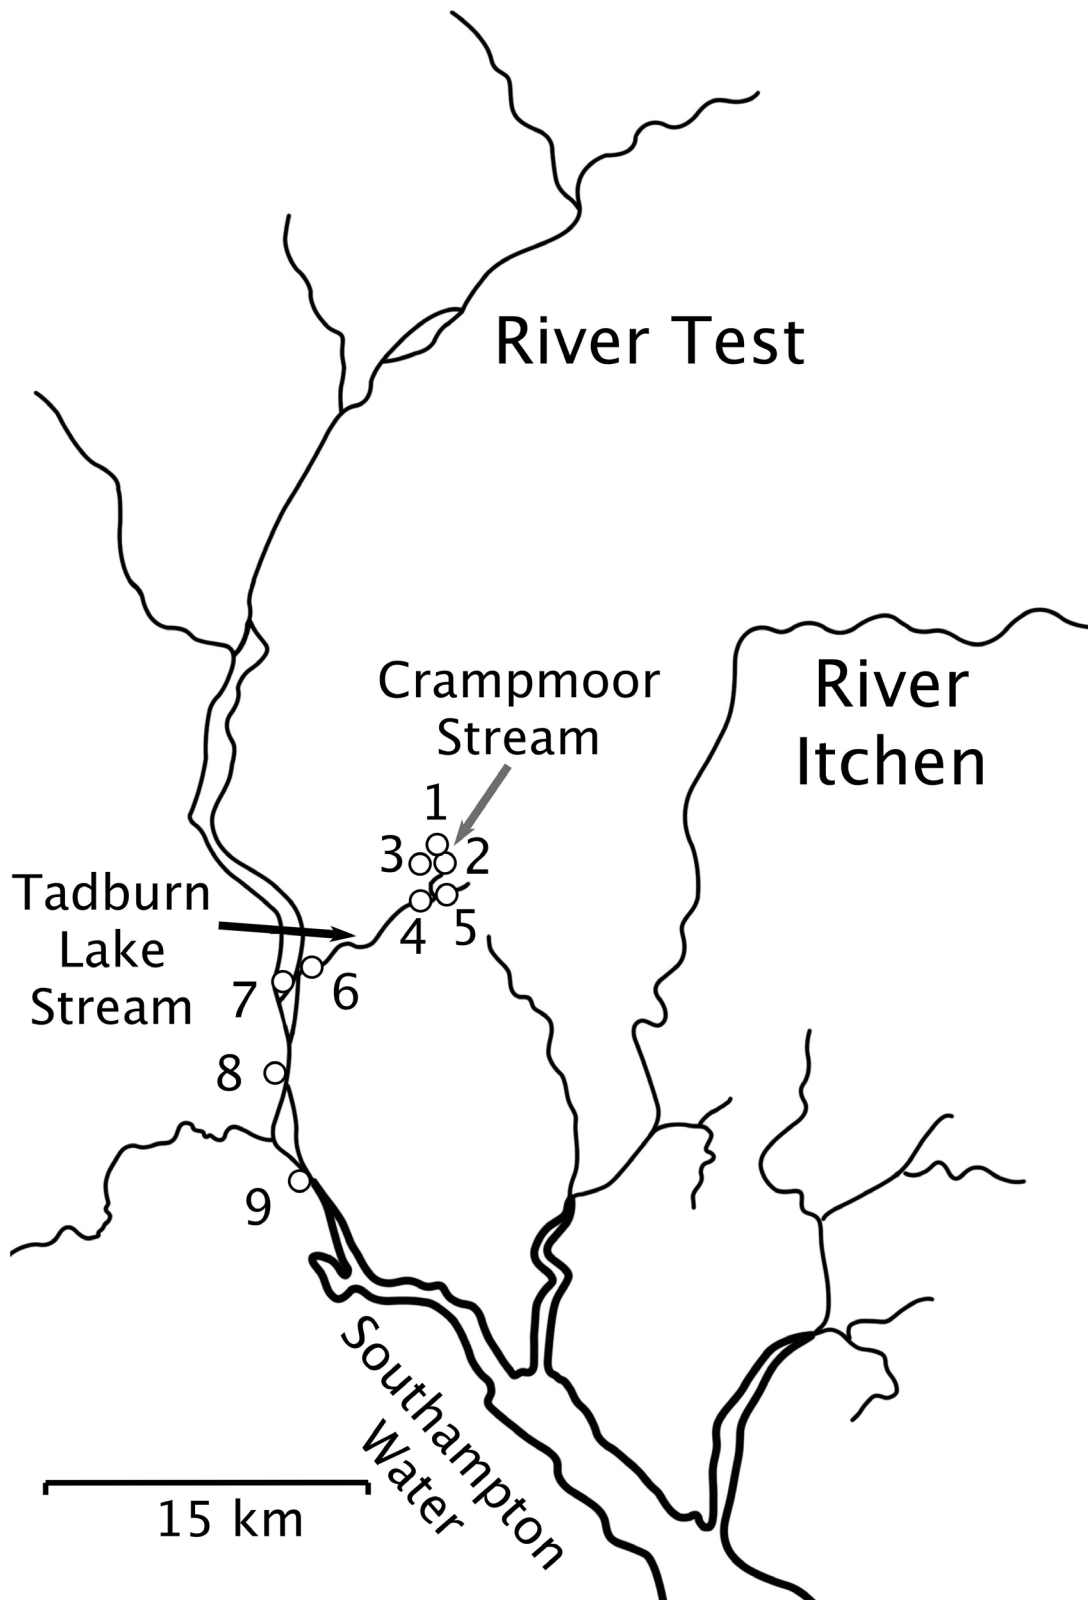 River Test
Crampmoor
Stream
River
Itchen
1
3
2
Tadburn
Lake
Stream
4
5
6
7
8
9
Southampton
Water
15 km